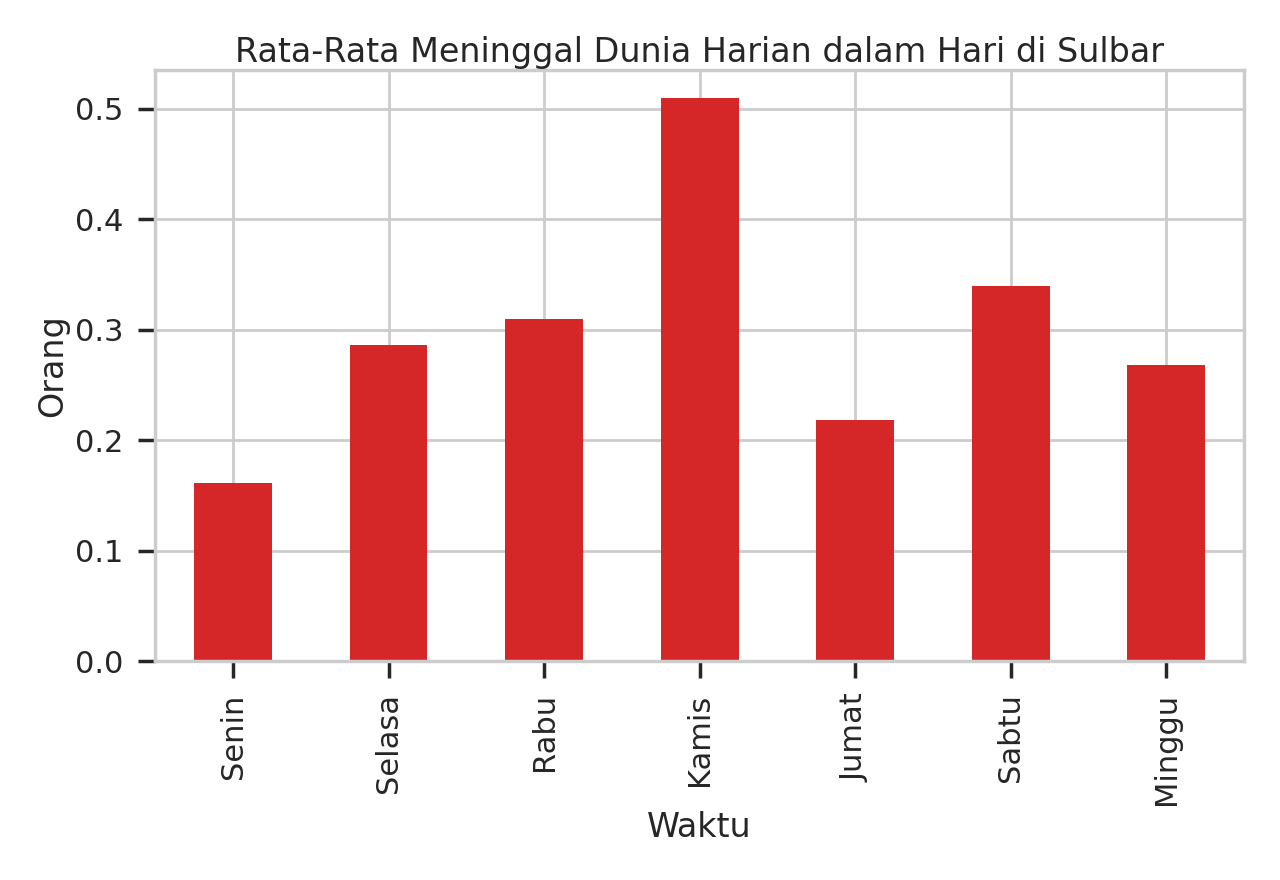 Rata-Rata Meninggal Dunia Harian dalam Hari di Sulbar
0.5
0.4
0.3
0.2
0.1
0.0
Orang
Senin
Selasa
Rabu
Kamis
Jumat
Sabtu
Minggu
Waktu